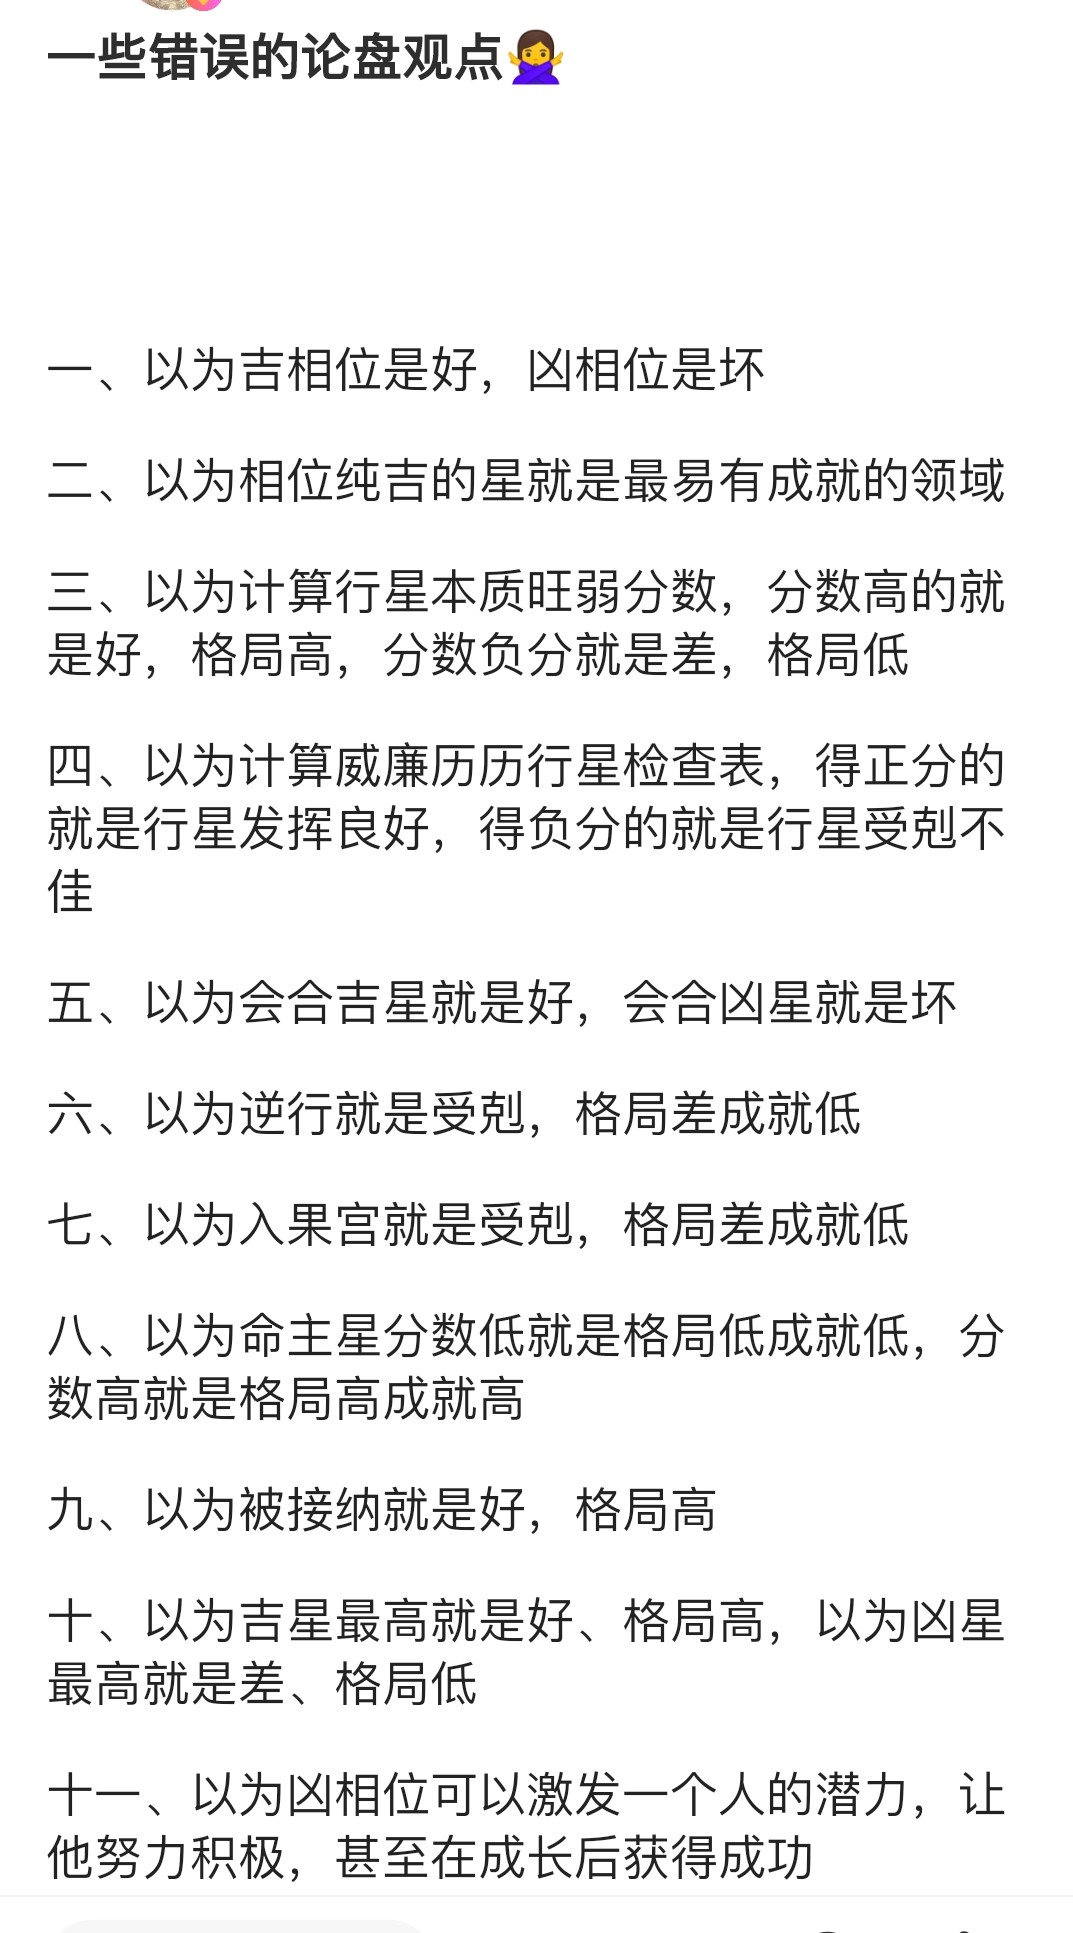 一些错误的论盘观点🙅‍♀️
一、以为吉相位是好，凶相位是坏
二、以为相位纯吉的星就是最易有成就的领域
三、以为计算行星本质旺弱分数，分数高的就
是好，格局高，分数负分就是差，格局低
四、以为计算威廉历历行星检查表，得正分的
就是行星发挥良好，得负分的就是行星受剋不
佳
五、以为会合吉星就是好，会合凶星就是坏
六、以为逆行就是受剋，格局差成就低
七、以为入果宫就是受剋，格局差成就低
八、以为命主星分数低就是格局低成就低，分
数高就是格局高成就高
九、以为被接纳就是好，格局高
十、以为吉星最高就是好、格局高，以为凶星
最高就是差、格局低
十一、以为凶相位可以激发一个人的潜力，让
他努力积极，甚至在成长后获得成功